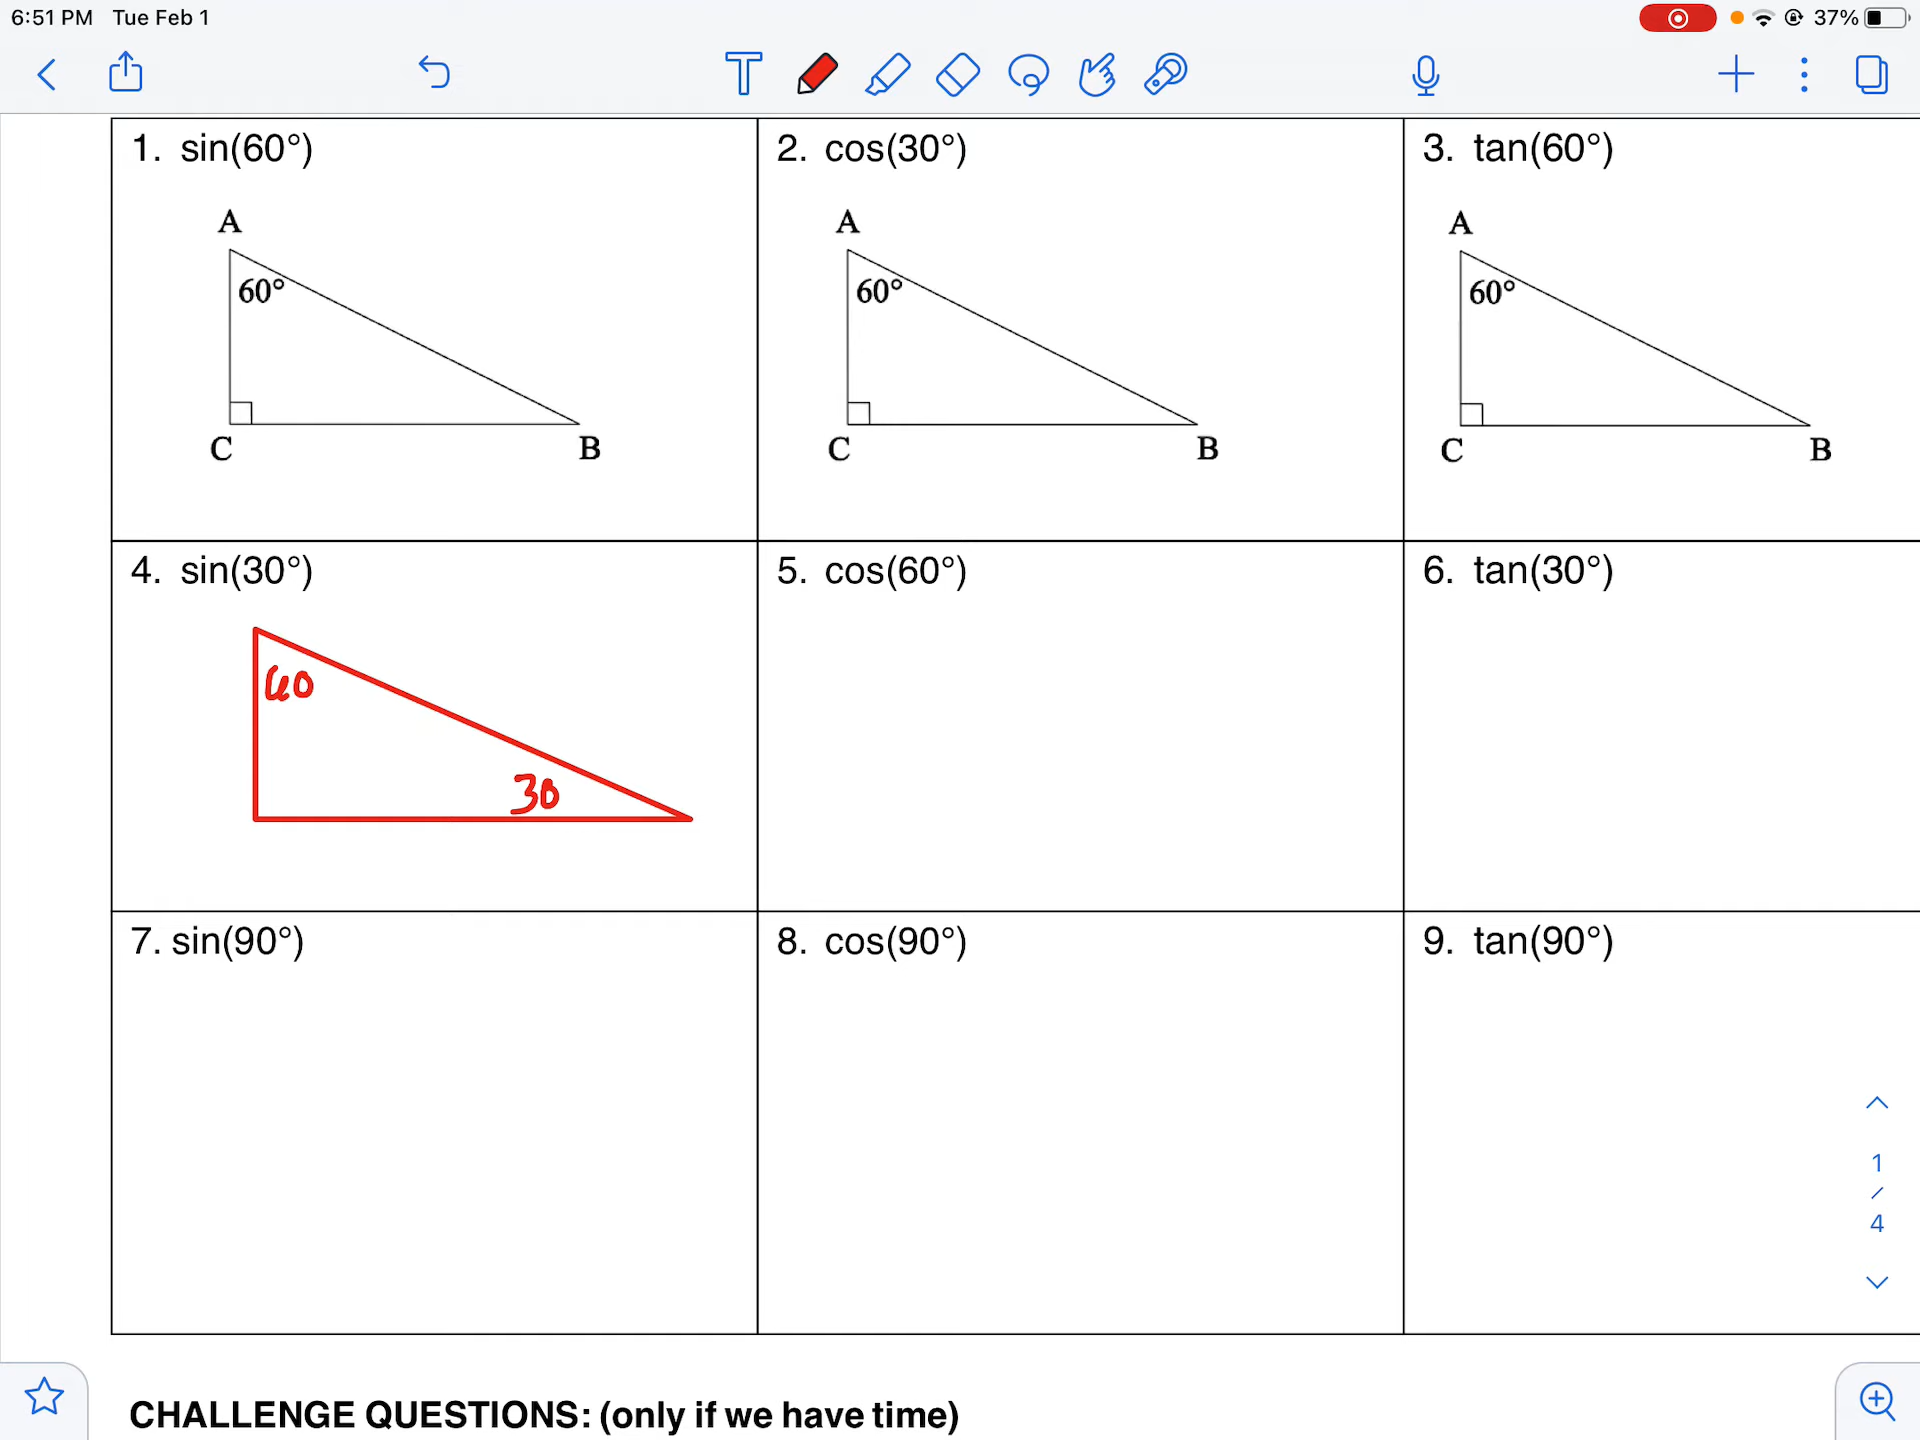 6:51 PM Tue Feb 1
37%
1. sin(60°)
A
60°
C
B
2. cos(30°)
A
60°
C
B
3. tan(60°)
A
60°
C
B
4. sin(30°)
60
30
5. cos(60°)
6. tan(30°)
7. sin(90°)
8. cos(90°)
9. tan(90°)
1
/
4
CHALLENGE QUESTIONS: (only if we have time)